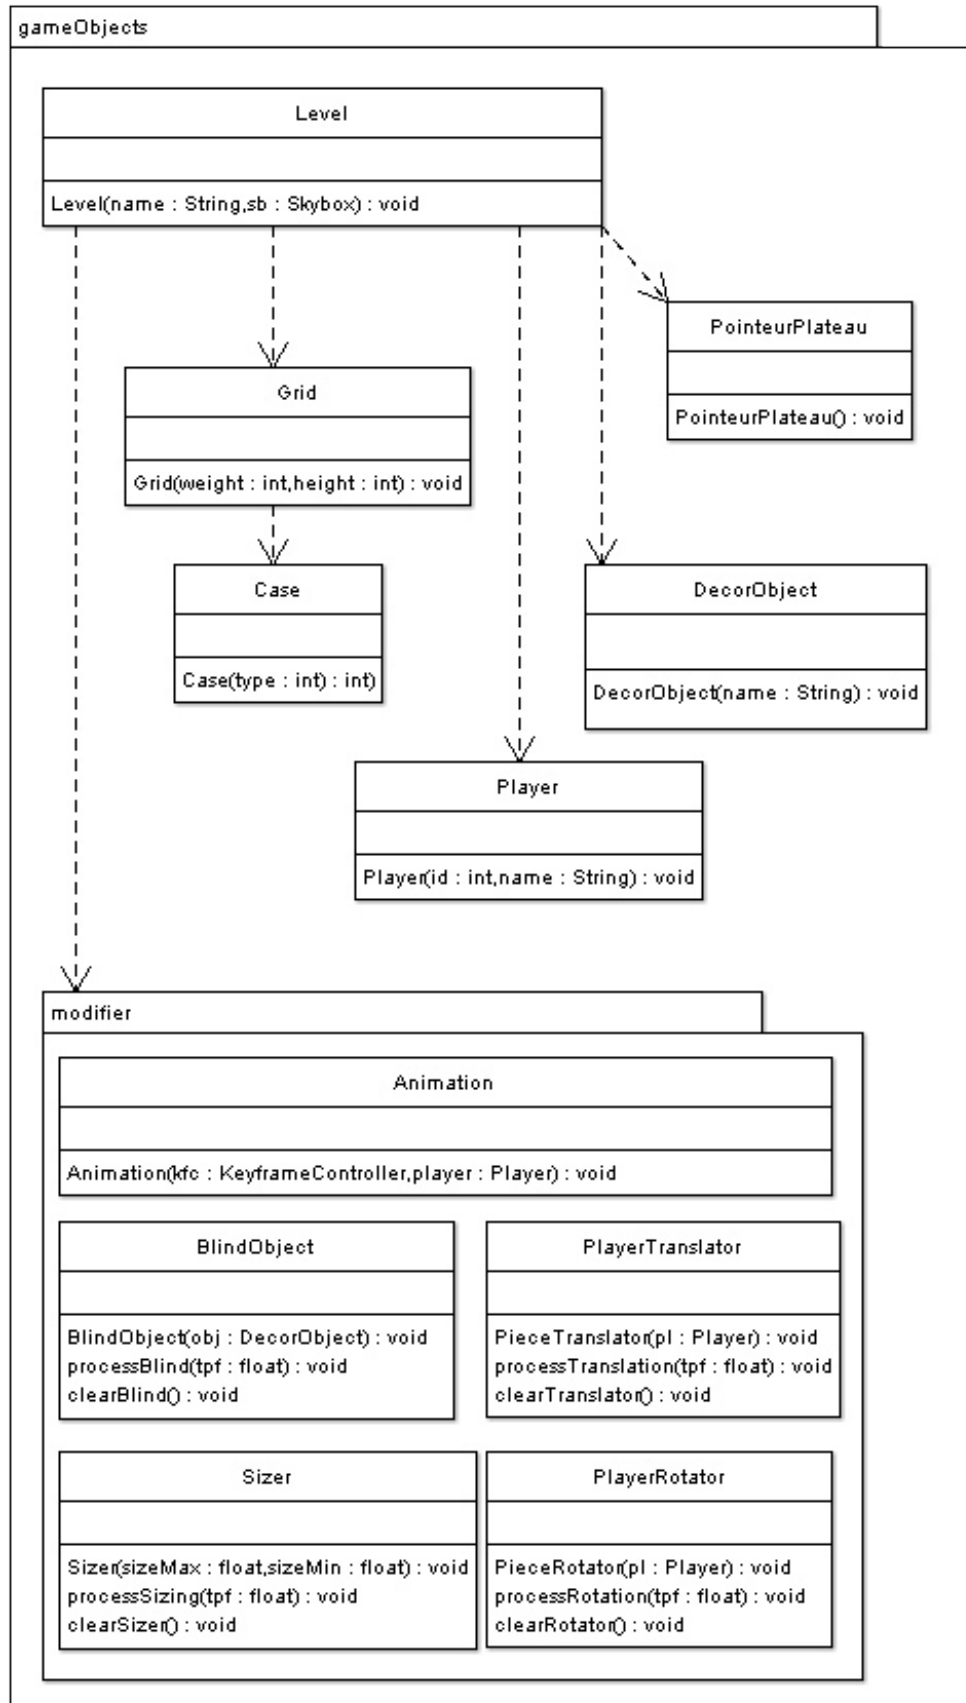 gameObjects
Level
Level(name : String,sb : Skybox) : void
PointeurPlateau
PointeurPlateau() : void
Grid
Grid(weight : int,height : int) : void
Case
Case(type : int) : int)
DecorObject
DecorObject(name : String) : void
Player
Player(id : int,name : String) : void
modifier
Animation
Animation(kfc : KeyframeController,player : Player) : void
BlindObject
BlindObject(obj : DecorObject) : void
processBlind(tpf : float) : void
clearBlind() : void
PlayerTranslator
PieceTranslator(pl : Player) : void
processTranslation(tpf : float) : void
clearTranslator() : void
Sizer
Sizer(sizeMax : float,sizeMin : float) : void
processSizing(tpf : float) : void
clearSizer() : void
PlayerRotator
PieceRotator(pl : Player) : void
processRotation(tpf : float) : void
clearRotator() : void